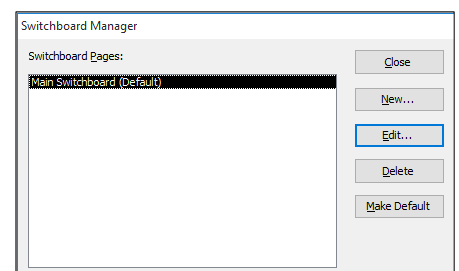 Switchboard Manager
Switchboard Pages:
Main Switchboard (Default)
Close
New...
Edit...
Delete
Make Default